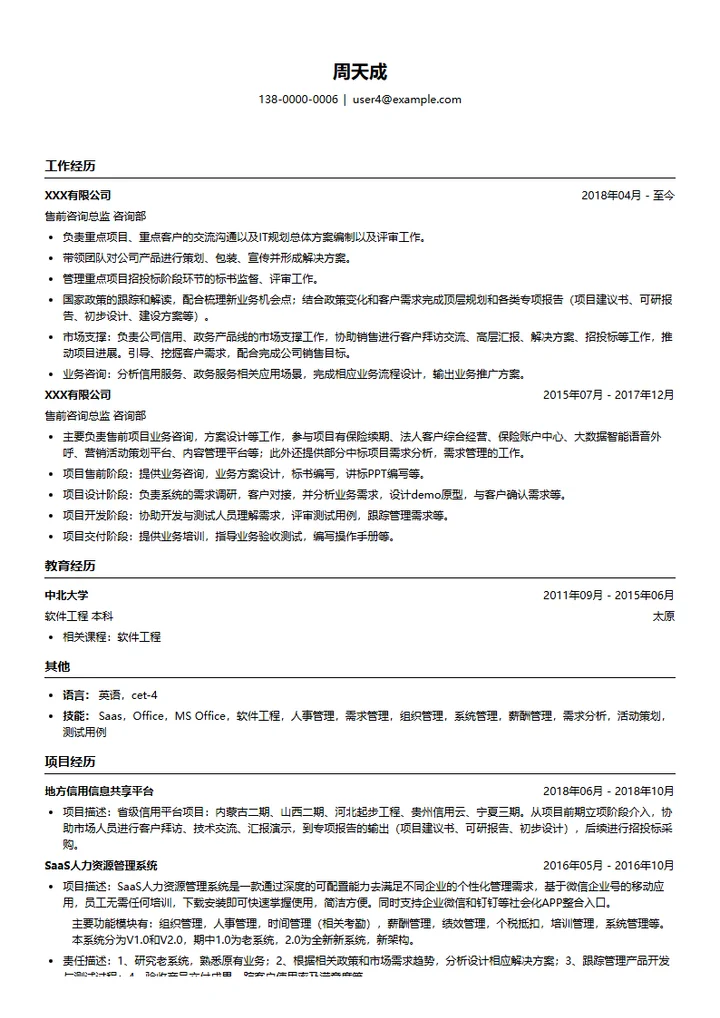 周天成
138-0000-0006 | user4@example.com
工作经历
XXX有限公司 2018年04月 - 至今
售前咨询总监 咨询部
• 负责重点项目、重点客户的交流沟通以及IT规划总体方案编制以及评审工作。
• 带领团队对公司产品进行策划、包装、宣传并形成解决方案。
• 管理重点项目招投标阶段环节的标书监督、评审工作。
• 国家政策的跟踪和解读，配合梳理新业务机会点；结合政策变化和客户需求完成顶层规划和各类专项报告（项目建议书、可研报
告、初步设计、建设方案等）。
• 市场支撑：负责公司信用、政务产品线的市场支撑工作，协助销售进行客户拜访交流、高层汇报、解决方案、招投标等工作，推
动项目进展。引导、挖掘客户需求，配合完成公司销售目标。
• 业务咨询：分析信用服务、政务服务相关应用场景，完成相应业务流程设计，输出业务推广方案。
XXX有限公司 2015年07月 - 2017年12月
售前咨询总监 咨询部
• 主要负责售前项目业务咨询，方案设计等工作，参与项目有保险续期、法人客户综合经营、保险账户中心、大数据智能语音外
呼、营销活动策划平台、内容管理平台等；此外还提供部分中标项目需求分析，需求管理的工作。
• 项目售前阶段：提供业务咨询，业务方案设计，标书编写，讲标PPT编写等。
• 项目设计阶段：负责系统的需求调研，客户对接，并分析业务需求，设计demo原型，与客户确认需求等。
• 项目开发阶段：协助开发与测试人员理解需求，评审测试用例，跟踪管理需求等。
• 项目交付阶段：提供业务培训，指导业务验收测试，编写操作手册等。
教育经历
中北大学 2011年09月 - 2015年06月
软件工程 本科 太原
• 相关课程：软件工程
其他
• 语言： 英语，cet-4
• 技能： Saas，Office，MS Office，软件工程，人事管理，需求管理，组织管理，系统管理，薪酬管理，需求分析，活动策划，
测试用例
项目经历
地方信用信息共享平台 2018年06月 - 2018年10月
• 项目描述：省级信用平台项目：内蒙古二期、山西二期、河北起步工程、贵州信用云、宁夏三期。从项目前期立项阶段介入，协
助市场人员进行客户拜访、技术交流、汇报演示，到专项报告的输出（项目建议书、可研报告、初步设计），后续进行招投标采
购。
SaaS人力资源管理系统 2016年05月 - 2016年10月
• 项目描述：SaaS人力资源管理系统是一款通过深度的可配置能力去满足不同企业的个性化管理需求，基于微信企业号的移动应
用，员工无需任何培训，下载安装即可快速掌握使用，简洁方便。同时支持企业微信和钉钉等社会化APP整合入口。
主要功能模块有：组织管理，人事管理，时间管理（相关考勤），薪酬管理，绩效管理，个税抵扣，培训管理，系统管理等。
本系统分为V1.0和V2.0，期中1.0为老系统，2.0为全新新系统，新架构。
• 责任描述：1、研究老系统，熟悉原有业务；2、根据相关政策和市场需求趋势，分析设计相应解决方案；3、跟踪管理产品开发